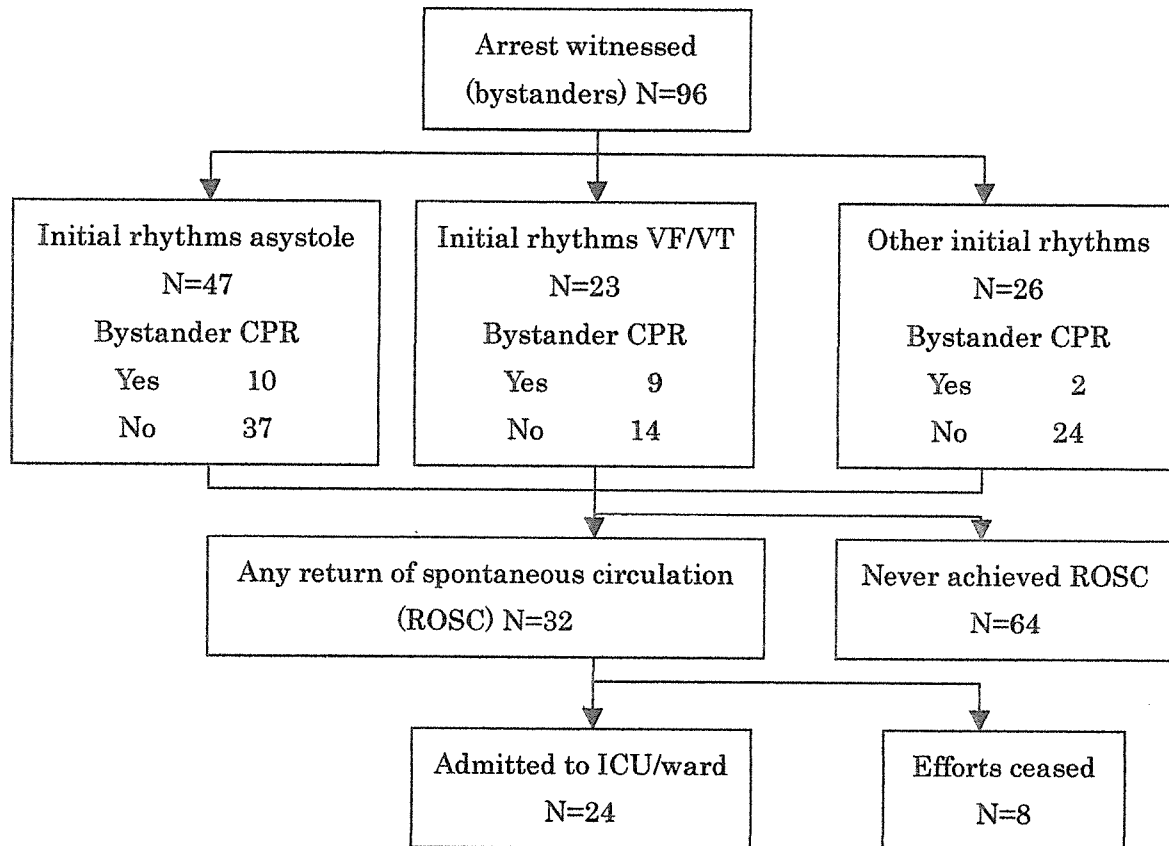 Arrest witnessed
(bystanders) N=96
Initial rhythms asystole
N=47
Bystander CPR
Yes 10
No 37
Initial rhythms VF/VT
N=23
Bystander CPR
Yes 9
No 14
Other initial rhythms
N=26
Bystander CPR
Yes 2
No 24
Any return of spontaneous circulation
(ROSC) N=32
Never achieved ROSC
N=64
Admitted to ICU/ward
N=24
Efforts ceased
N=8